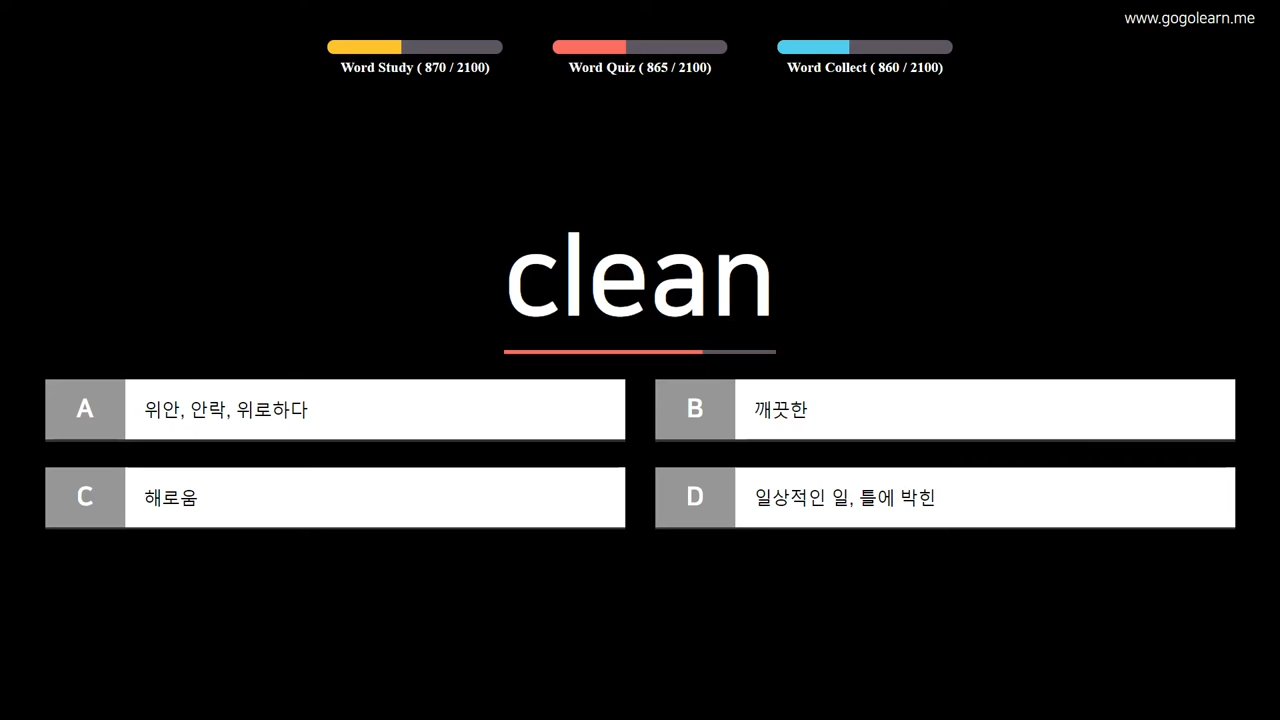 www.gogolearn.me
Word Study ( 870 / 2100)
Word Quiz ( 865 / 2100)
Word Collect ( 860 / 2100)
clean
A 위안, 안락, 위로하다
B 깨끗한
C 해로움
D 일상적인 일, 틀에 박힌